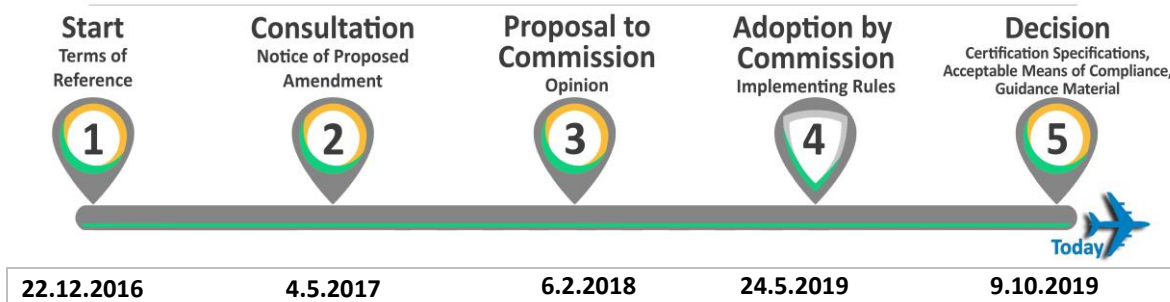 Start
Terms of
Reference
1
Consultation
Notice of Proposed
Amendment
2
Proposal to
Commission
Opinion
3
Adoption by
Commission
Implementing Rules
4
Decision
Certification Specifications,
Acceptable Means of Compliance,
Guidance Material
5
Today
22.12.2016 4.5.2017 6.2.2018 24.5.2019 9.10.2019